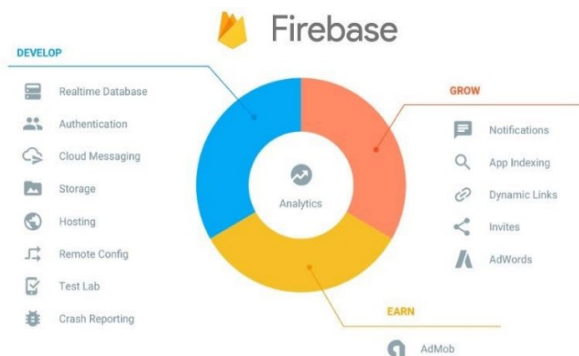 Firebase
DEVELOP
Realtime Database
Authentication
Cloud Messaging
Storage
Hosting
Remote Config
Test Lab
Crash Reporting
Analytics
GROW
Notifications
App Indexing
Dynamic Links
Invites
AdWords
EARN
AdMob